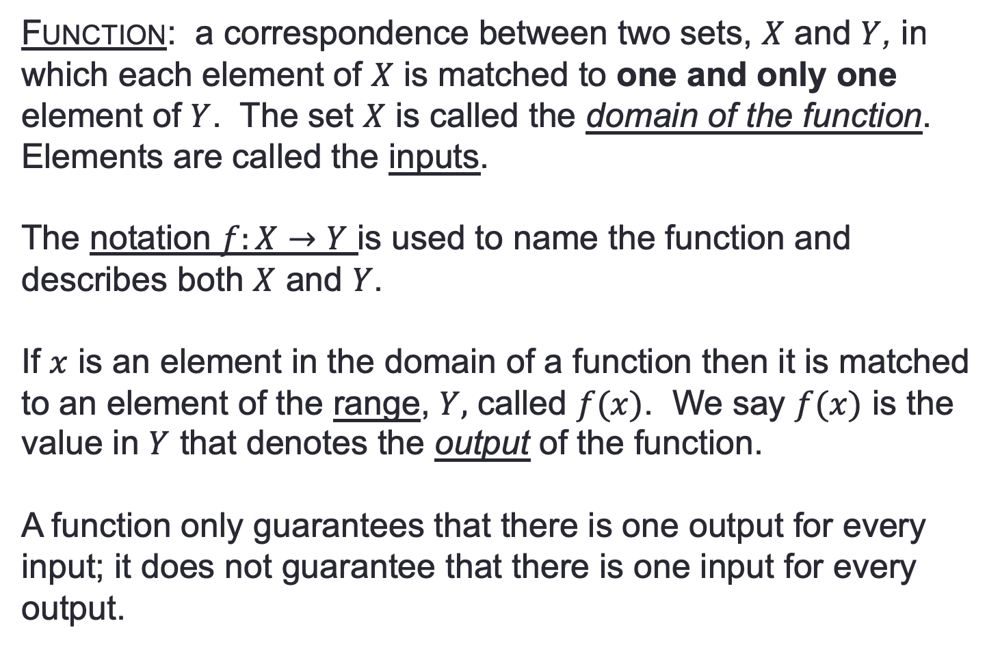 FUNCTION: a correspondence between two sets, X and Y, in
which each element of X is matched to one and only one
element of Y. The set X is called the domain of the function.
Elements are called the inputs.
The notation f: X → Y is used to name the function and
describes both X and Y.
If x is an element in the domain of a function then it is matched
to an element of the range, Y, called f(x). We say f(x) is the
value in Y that denotes the output of the function.
A function only guarantees that there is one output for every
input; it does not guarantee that there is one input for every
output.